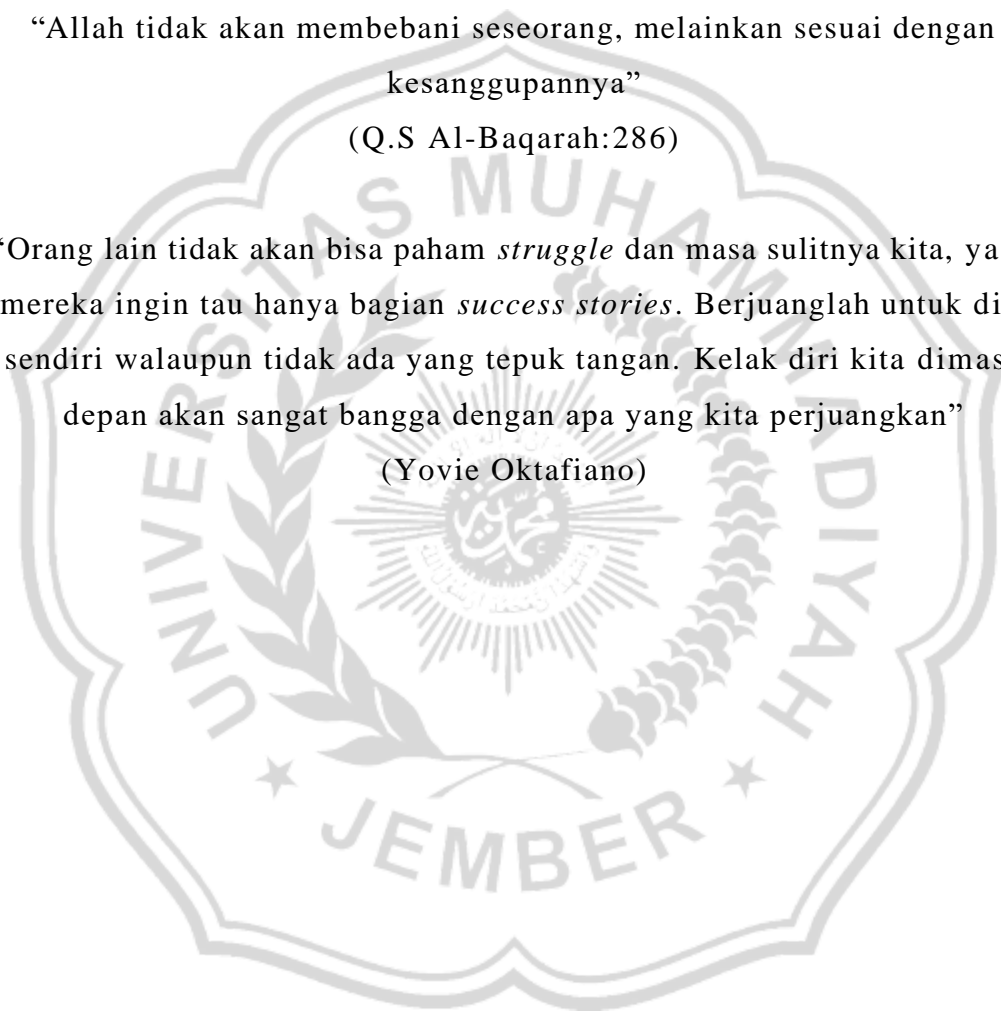 “Allah tidak akan membebani seseorang, melainkan sesuai dengan
kesanggupannya”
(Q.S Al-Baqarah:286)
“Orang lain tidak akan bisa paham struggle dan masa sulitnya kita, ya
mereka ingin tau hanya bagian success stories. Berjuanglah untuk di
sendiri walaupun tidak ada yang tepuk tangan. Kelak diri kita dimas
depan akan sangat bangga dengan apa yang kita perjuangkan”
(Yovie Oktafiano)
UNIVERSITAS MUHAMMADIYAH
JEMBER